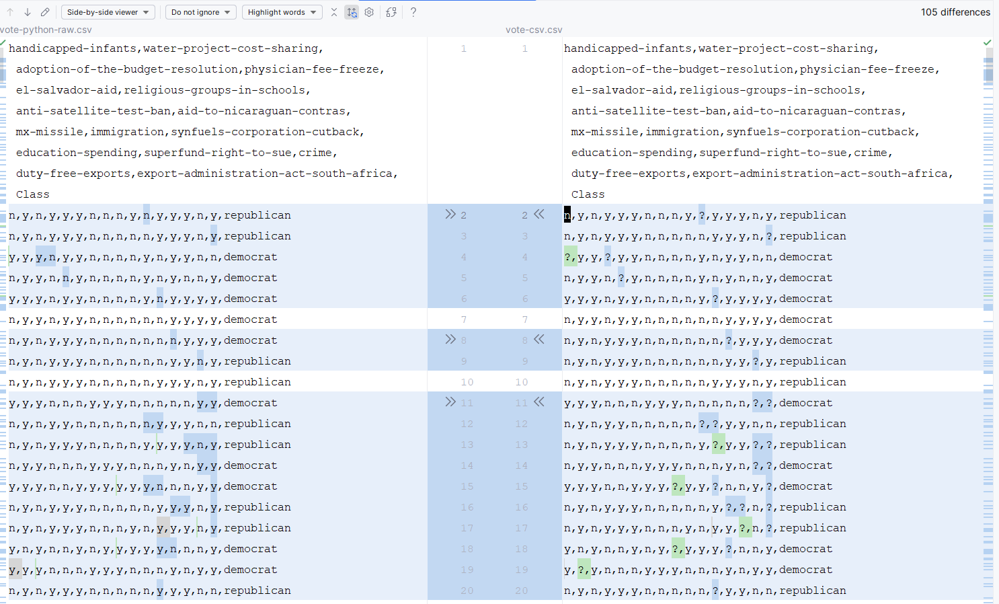 Side-by-side viewer
Do not ignore
Highlight words
?
105 differences
vote-python-raw.csv
handicapped-infants,water-project-cost-sharing,
adoption-of-the-budget-resolution,physician-fee-freeze,
el-salvador-aid,religious-groups-in-schools,
anti-satellite-test-ban,aid-to-nicaraguan-contras,
mx-missile,immigration,synfuels-corporation-cutback,
education-spending,superfund-right-to-sue,crime,
duty-free-exports,export-administration-act-south-africa,
Class
n,y,n,y,y,y,n,n,n,y,n,y,y,y,n,y,republican
n,y,n,y,y,y,n,n,n,n,n,y,y,y,n,y,republican
y,y,y,n,y,y,n,n,n,n,y,n,y,y,n,n,democrat
n,y,y,n,n,y,n,n,n,n,y,n,y,n,n,y,democrat
y,y,y,n,y,y,n,n,n,n,y,n,y,y,y,y,democrat
n,y,y,n,y,y,n,n,n,n,n,n,y,y,y,y,democrat
n,y,n,y,y,y,n,n,n,n,n,n,n,y,y,y,democrat
n,y,n,y,y,y,n,n,n,n,n,n,y,y,n,y,republican
n,y,n,y,y,y,n,n,n,n,n,y,y,y,n,y,republican
y,y,y,n,n,n,y,y,y,n,n,n,n,n,y,y,democrat
n,y,n,y,y,n,n,n,n,n,n,y,y,y,n,n,republican
n,y,n,y,y,y,n,n,n,n,y,y,y,y,n,y,republican
n,y,y,n,n,n,y,y,y,n,n,n,y,n,y,y,democrat
y,y,y,n,n,y,y,y,y,y,y,n,n,n,y,y,democrat
n,y,n,y,y,y,n,n,n,n,n,y,y,y,n,y,republican
n,y,n,y,y,y,n,n,n,y,n,y,y,y,n,y,republican
y,n,y,n,n,y,n,y,y,y,y,y,n,n,n,y,democrat
y,y,y,n,n,n,y,y,y,n,n,n,y,n,y,y,democrat
n,y,n,y,y,y,n,n,n,n,n,y,y,y,n,n,republican
1 1
2 2
3 3
4 4
5 5
6 6
7 7
8 8
9 9
10 10
11 11
12 12
13 13
14 14
15 15
16 16
17 17
18 18
19 19
20 20
vote-csv.csv
handicapped-infants,water-project-cost-sharing,
adoption-of-the-budget-resolution,physician-fee-freeze,
el-salvador-aid,religious-groups-in-schools,
anti-satellite-test-ban,aid-to-nicaraguan-contras,
mx-missile,immigration,synfuels-corporation-cutback,
education-spending,superfund-right-to-sue,crime,
duty-free-exports,export-administration-act-south-africa,
Class
n,y,n,y,y,y,n,n,n,y,?,y,y,y,n,y,republican
n,y,n,y,y,y,n,n,n,n,n,y,y,y,n,?,republican
?,y,y,?,y,y,n,n,n,n,y,n,y,y,n,n,democrat
n,y,y,n,?,y,n,n,n,n,y,n,y,n,n,y,democrat
y,y,y,n,y,y,n,n,n,n,y,?,y,y,y,y,democrat
n,y,y,n,y,y,n,n,n,n,n,n,y,y,y,y,democrat
n,y,n,y,y,y,n,n,n,n,n,n,?,y,y,y,democrat
n,y,n,y,y,y,n,n,n,n,n,n,y,y,?,y,republican
n,y,n,y,y,y,n,n,n,n,n,y,y,y,n,y,republican
y,y,y,n,n,n,y,y,y,n,n,n,n,n,?,?,democrat
n,y,n,y,y,n,n,n,n,n,?,?,y,y,n,n,republican
n,y,n,y,y,y,n,n,n,n,y,?,y,y,?,?,republican
n,y,y,n,n,n,y,y,y,n,n,n,y,n,?,?,democrat
y,y,y,n,n,y,y,y,?,y,y,?,n,n,y,?,democrat
n,y,n,y,y,y,n,n,n,n,n,y,?,?,n,?,republican
n,y,n,y,y,y,n,n,n,y,n,y,y,?,n,?,republican
y,n,y,n,n,y,n,y,?,y,y,y,?,n,n,y,democrat
y,?,y,n,n,n,y,y,y,n,n,n,y,n,y,y,democrat
n,y,n,y,y,y,n,n,n,n,n,?,y,y,n,n,republican